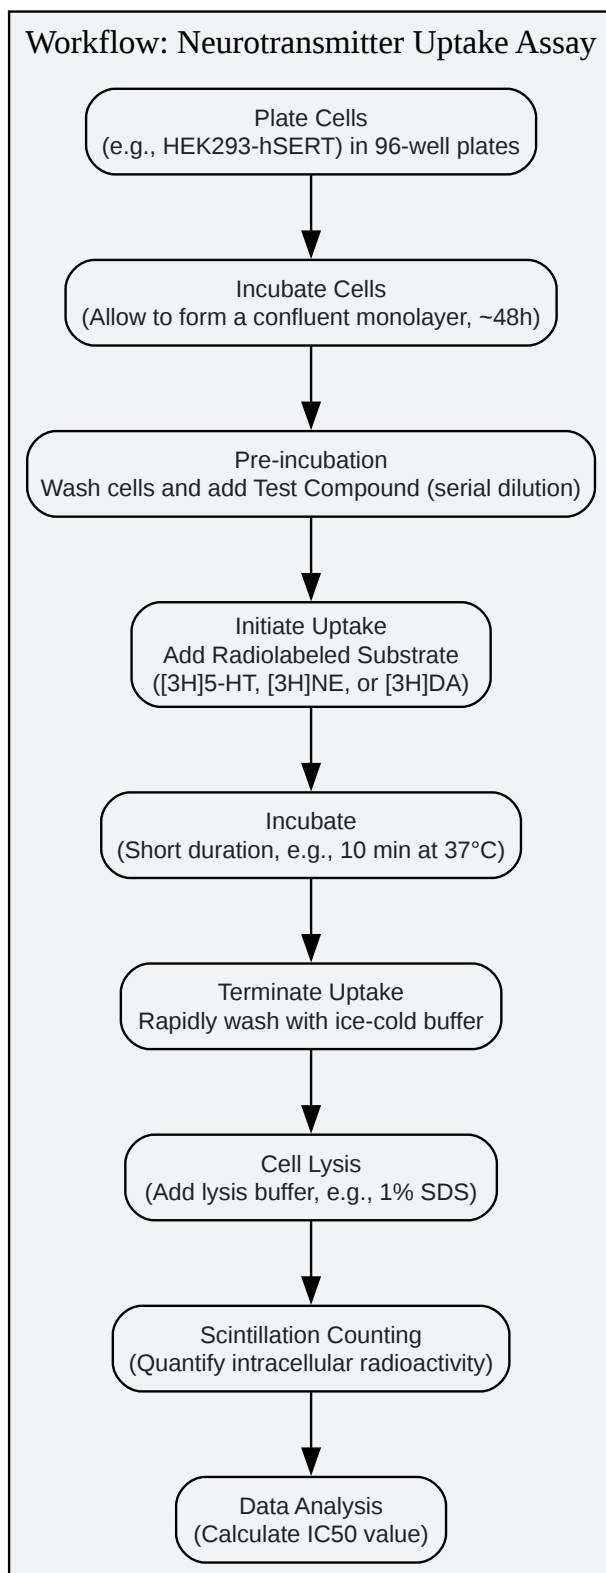 Workflow: Neurotransmitter Uptake Assay
Plate Cells
(e.g., HEK293-hSERT) in 96-well plates
Incubate Cells
(Allow to form a confluent monolayer, ~48h)
Pre-incubation
Wash cells and add Test Compound (serial dilution)
Initiate Uptake
Add Radiolabeled Substrate
([3H]5-HT, [3H]NE, or [3H]DA)
Incubate
(Short duration, e.g., 10 min at 37°C)
Terminate Uptake
Rapidly wash with ice-cold buffer
Cell Lysis
(Add lysis buffer, e.g., 1% SDS)
Scintillation Counting
(Quantify intracellular radioactivity)
Data Analysis
(Calculate IC50 value)